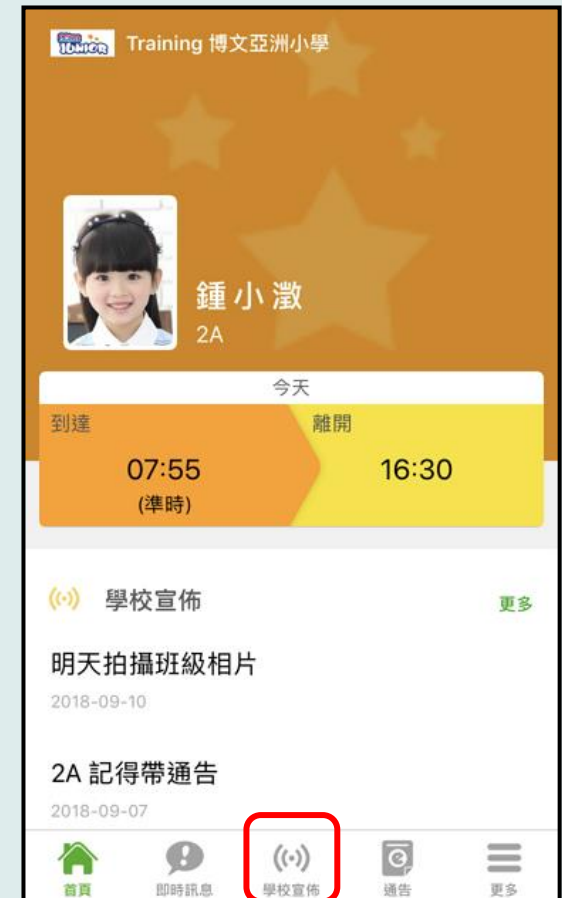 JUNIOR
Training 博文亞洲小學
鍾小澂
2A
今天
到達
離開
07:55
16:30
(準時)
學校宣佈
更多
明天拍攝班級相片
2018-09-10
2A 記得帶通告
2018-09-07
首頁
即時訊息
學校宣佈
通告
更多